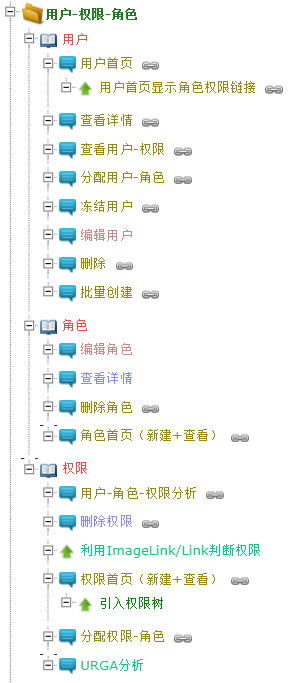 用户-权限-角色
用户
用户首页
用户首页显示角色权限链接
查看详情
查看用户-权限
分配用户-角色
冻结用户
编辑用户
删除
批量创建
角色
编辑角色
查看详情
删除角色
角色首页（新建+查看）
权限
用户-角色-权限分析
删除权限
利用ImageLink/Link判断权限
权限首页（新建+查看）
引入权限树
分配权限-角色
URGA分析